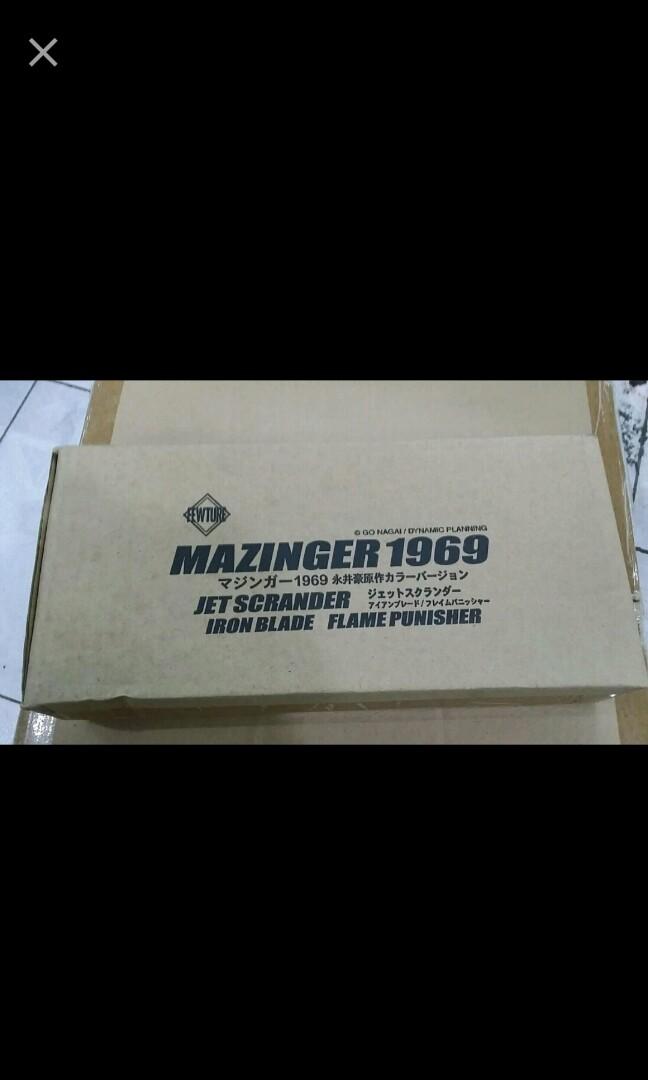 EEWTURE
© GO NAGAI / DYNAMIC PLANNING
MAZINGER 1969
マジンガー1969 永井豪原作カラーバージョン
JET SCRANDER ジェットスクランダー
アイアンブレード/フレイムパニッシャー
IRON BLADE FLAME PUNISHER